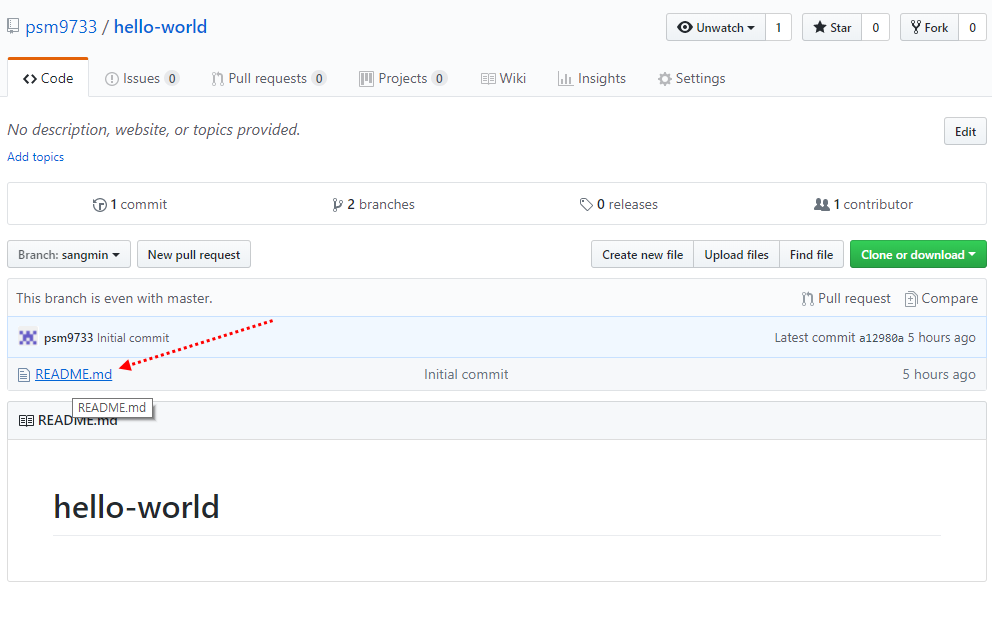 psm9733 / hello-world
Unwatch 1 Star 0 Fork 0
Code Issues 0 Pull requests 0 Projects 0 Wiki Insights Settings
No description, website, or topics provided.
Edit
Add topics
1 commit 2 branches 0 releases 1 contributor
Branch: sangmin New pull request Create new file Upload files Find file Clone or download
This branch is even with master. Pull request Compare
psm9733 Initial commit Latest commit a12980a 5 hours ago
README.md Initial commit 5 hours ago
README.md
README.md
hello-world